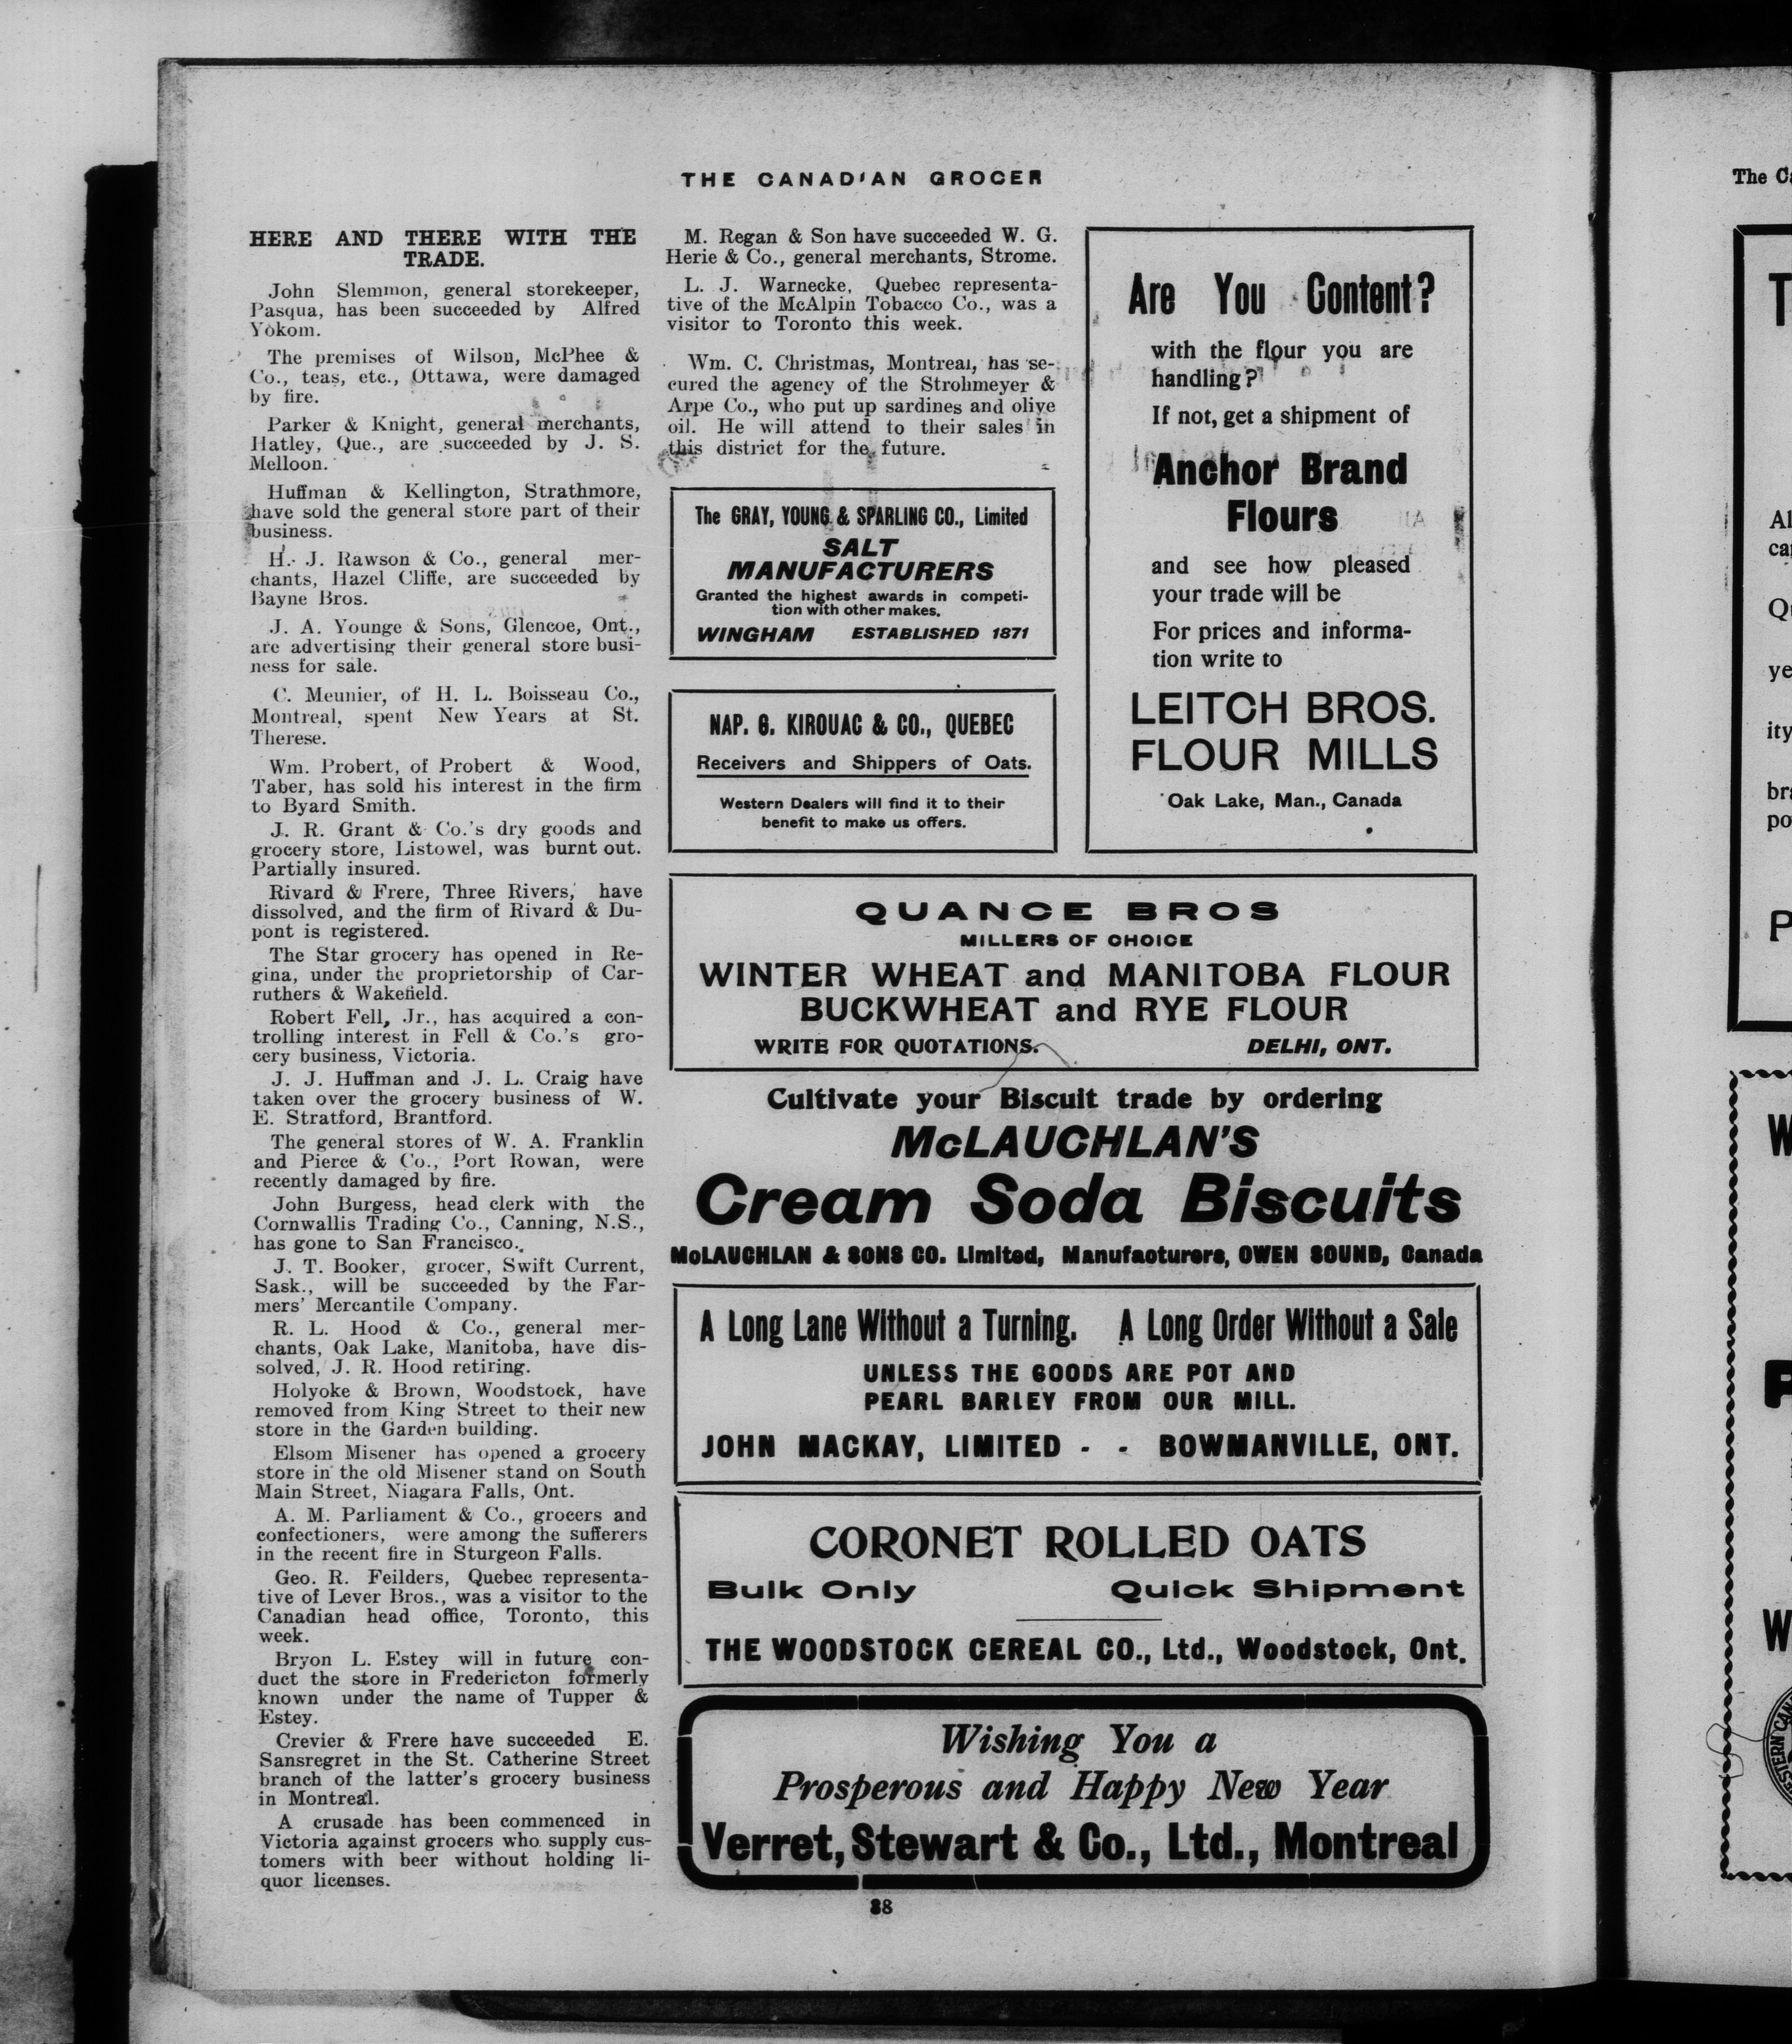 THE CANADIAN GROCER
HERE AND THERE WITH THE
TRADE.
John Slemmon, general storekeeper,
Pasqua, has been succeeded by Alfred
Yokom.
The premises of Wilson, McPhee &
Co., teas, etc., Ottawa, were damaged
by fire.
Parker & Knight, general merchants,
Hatley, Que., are succeeded by J. S.
Melloon.
Huffman & Kellington, Strathmore,
have sold the general store part of their
business.
H. J. Rawson & Co., general mer-
chants, Hazel Cliffe, are succeeded by
Bayne Bros.
J. A. Younge & Sons, Glencoe, Ont.,
are advertising their general store busi-
ness for sale.
C. Meunier, of H. L. Boisseau Co.,
Montreal, spent New Years at St.
Therese.
Wm. Probert, of Probert & Wood,
Taber, has sold his interest in the firm
to Byard Smith.
J. R. Grant & Co.'s dry goods and
grocery store, Listowel, was burnt out.
Partially insured.
Rivard & Frere, Three Rivers, have
dissolved, and the firm of Rivard & Du-
pont is registered.
The Star grocery has opened in Re-
gina, under the proprietorship of Car-
ruthers & Wakefield.
Robert Fell, Jr., has acquired a con-
trolling interest in Fell & Co.'s gro-
cery business, Victoria.
J. J. Huffman and J. L. Craig have
taken over the grocery business of W.
E. Stratford, Brantford.
The general stores of W. A. Franklin
and Pierce & Co., Port Rowan, were
recently damaged by fire.
John Burgess, head clerk with the
Cornwallis Trading Co., Canning, N.S.,
has gone to San Francisco.
J. T. Booker, grocer, Swift Current,
Sask., will be succeeded by the Far-
mers' Mercantile Company.
R. L. Hood & Co., general mer-
chants, Oak Lake, Manitoba, have dis-
solved, J. R. Hood retiring.
Holyoke & Brown, Woodstock, have
removed from King Street to their new
store in the Garden building.
Elsom Misener has opened a grocery
store in the old Misener stand on South
Main Street, Niagara Falls, Ont.
A. M. Parliament & Co., grocers and
confectioners, were among the sufferers
in the recent fire in Sturgeon Falls.
Geo. R. Feilders, Quebec representa-
tive of Lever Bros., was a visitor to the
Canadian head office, Toronto, this
week.
Bryon L. Estey will in future con-
duct the store in Fredericton formerly
known under the name of Tupper &
Estey.
Crevier & Frere have succeeded E.
Sansregret in the St. Catherine Street
branch of the latter's grocery business
in Montreal.
A crusade has been commenced in
Victoria against grocers who supply cus-
tomers with beer without holding li-
quor licenses.
M. Regan & Son have succeeded W. G.
Herie & Co., general merchants, Strome.
L. J. Warnecke, Quebec representa-
tive of the McAlpin Tobacco Co., was a
visitor to Toronto this week.
Wm. C. Christmas, Montreal, has se-
cured the agency of the Strohmeyer &
Arpe Co., who put up sardines and olive
oil. He will attend to their sales in
this district for the future.
The GRAY, YOUNG & SPARLING CO., Limited
SALT
MANUFACTURERS
Granted the highest awards in competi-
tion with other makes.
WINGHAM ESTABLISHED 1871
NAP. G. KIROUAC & CO., QUEBEC
Receivers and Shippers of Oats.
Western Dealers will find it to their
benefit to make us offers.
Are You Content?
with the flour you are
handling?
If not, get a shipment of
Anchor Brand
Flours
and see how pleased
your trade will be
For prices and informa-
tion write to
LEITCH BROS.
FLOUR MILLS
Oak Lake, Man., Canada
QUANCE BROS
MILLERS OF CHOICE
WINTER WHEAT and MANITOBA FLOUR
BUCKWHEAT and RYE FLOUR
WRITE FOR QUOTATIONS. DELHI, ONT.
Cultivate your Biscuit trade by ordering
McLAUCHLAN'S
Cream Soda Biscuits
McLAUCHLAN & SONS CO. Limited, Manufacturers, OWEN SOUND, Canada
A Long Lane Without a Turning. A Long Order Without a Sale
UNLESS THE GOODS ARE POT AND
PEARL BARLEY FROM OUR MILL.
JOHN MACKAY, LIMITED - - BOWMANVILLE, ONT.
CORONET ROLLED OATS
Bulk Only Quick Shipment
THE WOODSTOCK CEREAL CO., Ltd., Woodstock, Ont.
Wishing You a
Prosperous and Happy New Year
Verret, Stewart & Co., Ltd., Montreal
38
The